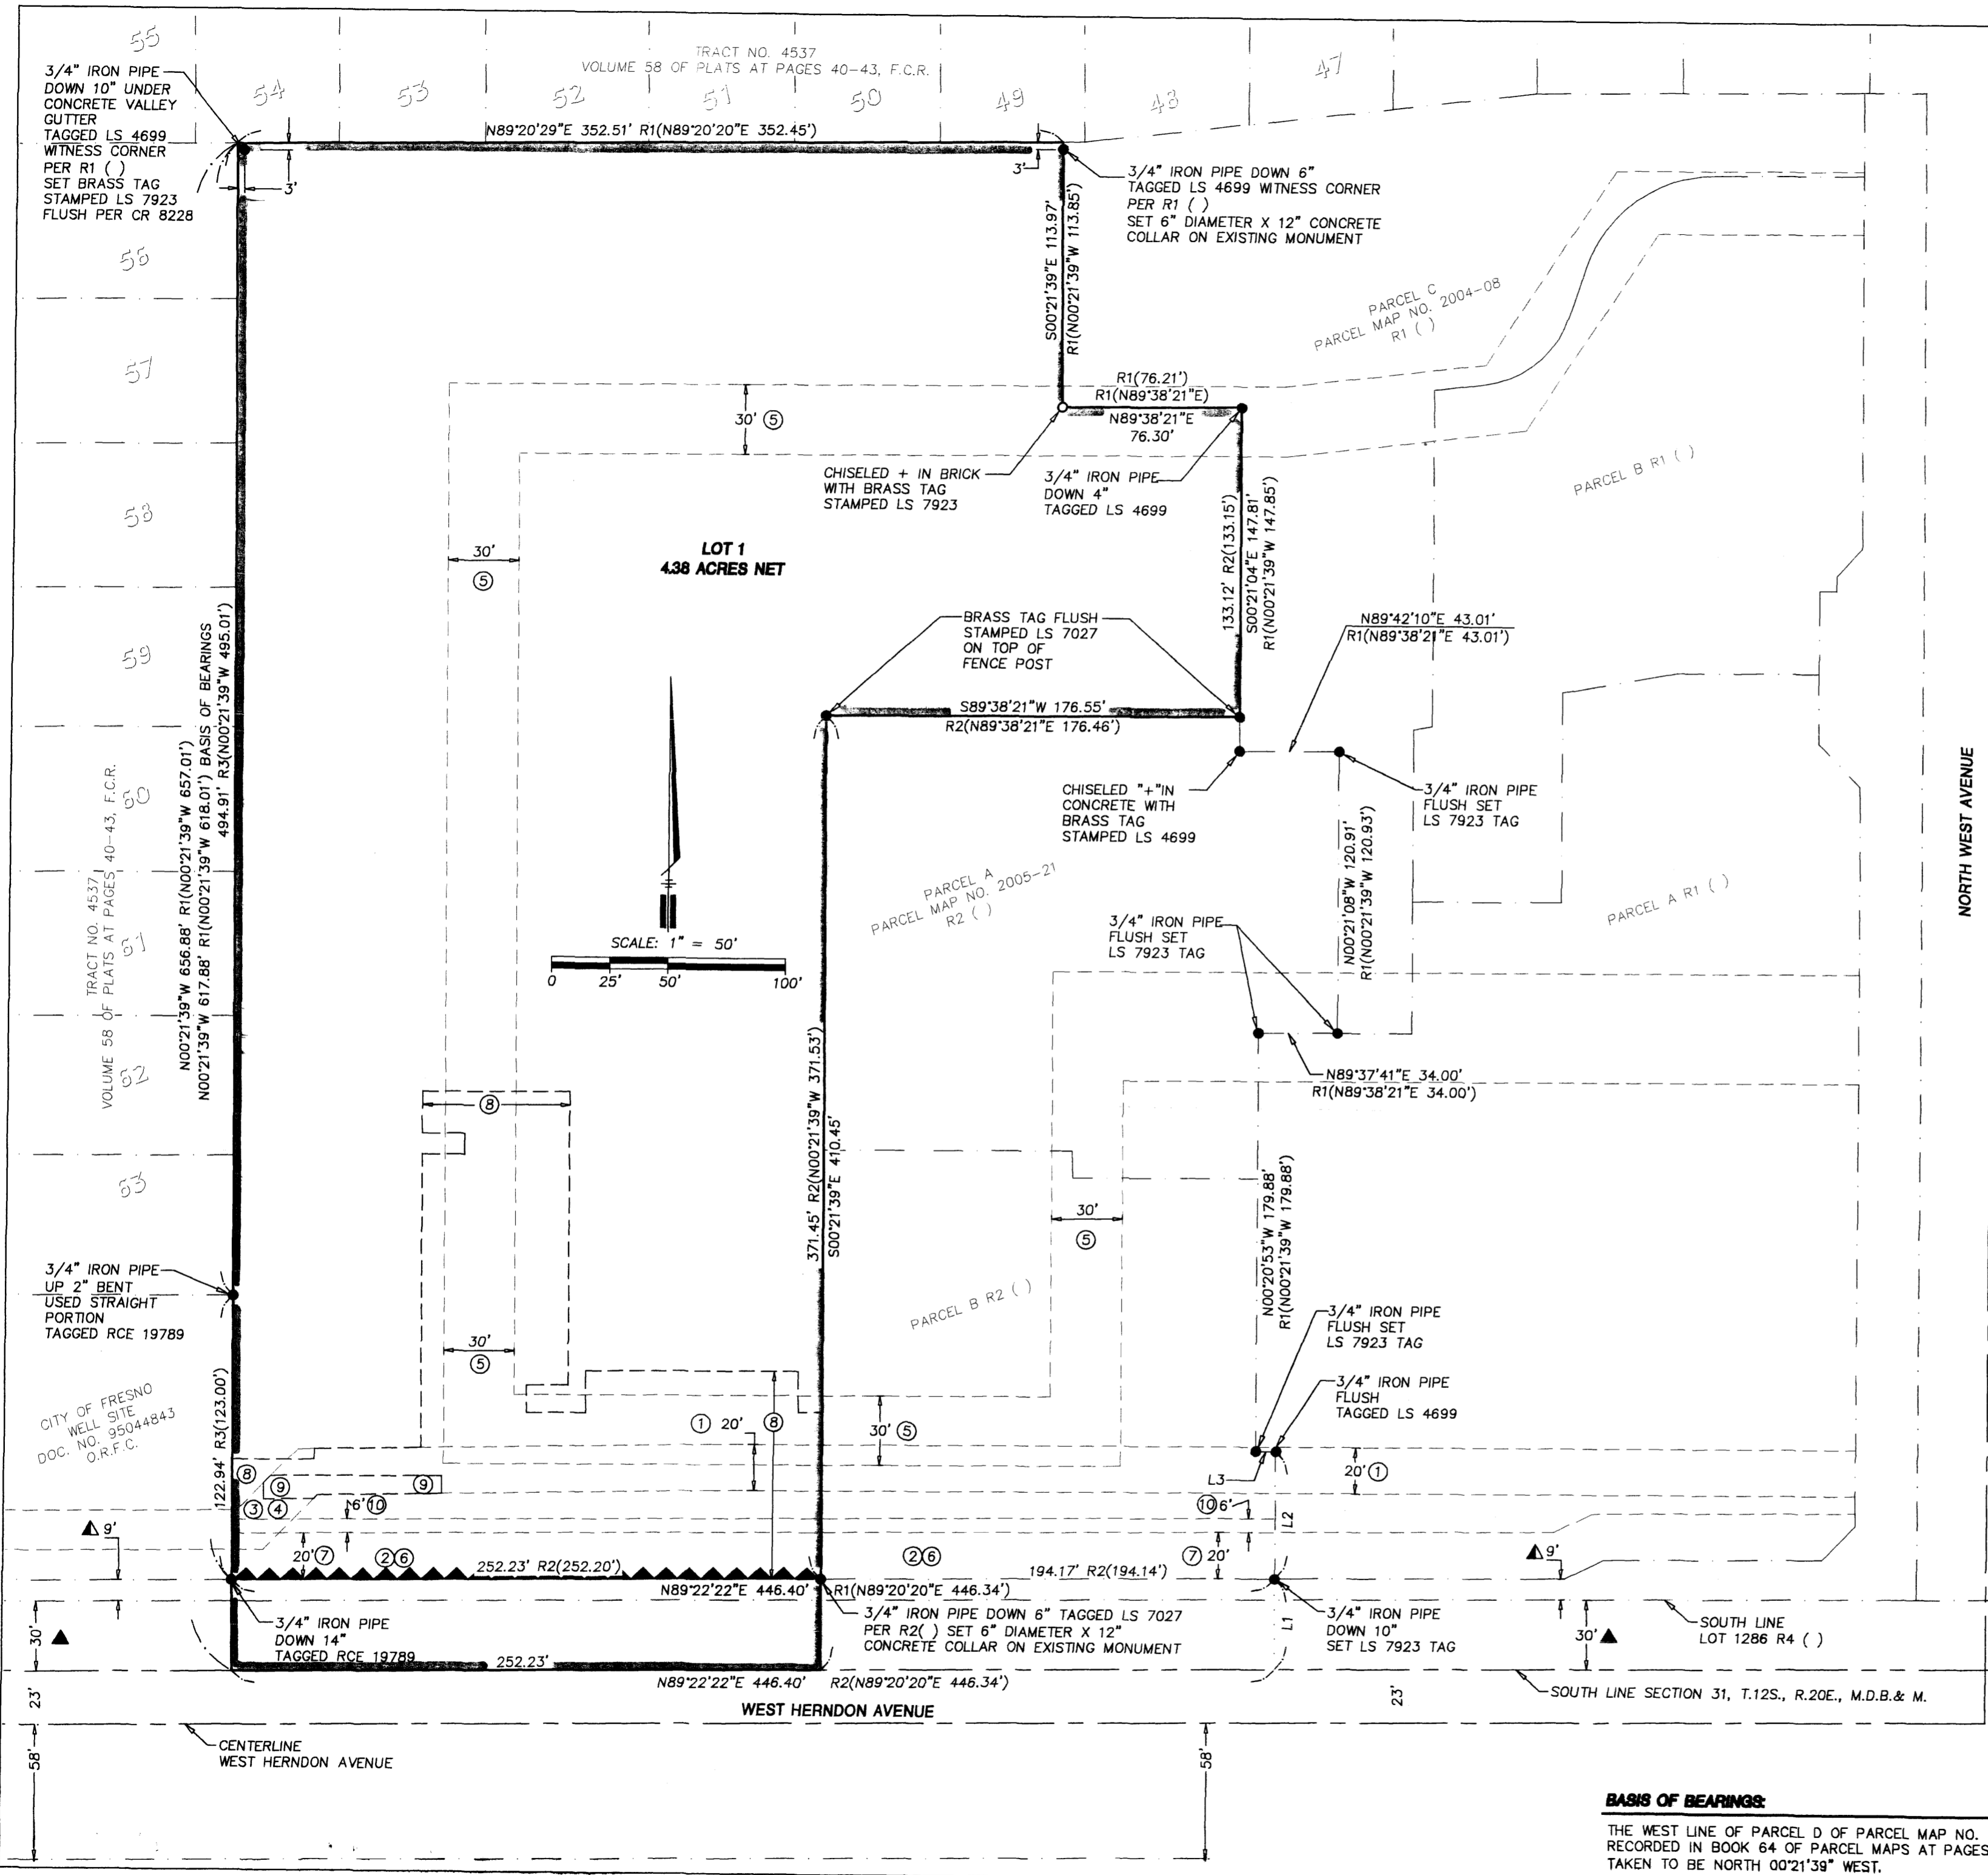 55
54
53
52
51
50
49
48
47
TRACT NO. 4537
VOLUME 58 OF PLATS AT PAGES 40-43, F.C.R.
3/4" IRON PIPE
DOWN 10" UNDER
CONCRETE VALLEY
GUTTER
TAGGED LS 4699
WITNESS CORNER
PER R1 ( )
SET BRASS TAG
STAMPED LS 7923
FLUSH PER CR 8228
N89°20'29"E 352.51' R1(N89°20'20"E 352.45')
3'
3'
3/4" IRON PIPE DOWN 6"
TAGGED LS 4699 WITNESS CORNER
PER R1 ( )
SET 6" DIAMETER X 12" CONCRETE
COLLAR ON EXISTING MONUMENT
S00°21'39"E 113.97'
R1(N00°21'39"W 113.85')
56
57
58
59
60
61
62
63
PARCEL C
PARCEL MAP NO. 2004-08
R1 ( )
R1(76.21')
R1(N89°38'21"E)
N89°38'21"E
76.30'
30' ⑤
CHISELED + IN BRICK
WITH BRASS TAG
STAMPED LS 7923
3/4" IRON PIPE
DOWN 4"
TAGGED LS 4699
PARCEL B R1 ( )
LOT 1
4.38 ACRES NET
30'
⑤
133.12' R2(133.15')
S00°21'04"E 147.81'
R1(N00°21'39"W 147.85')
BRASS TAG FLUSH
STAMPED LS 7027
ON TOP OF
FENCE POST
N89°42'10"E 43.01'
R1(N89°38'21"E 43.01')
S89°38'21"W 176.55'
R2(N89°38'21"E 176.46')
TRACT NO. 4537
VOLUME 58 OF PLATS AT PAGES 40-43, F.C.R.
N00°21'39"W 656.88' R1(N00°21'39"W 657.01')
N00°21'39"W 617.88' R1(N00°21'39"W 618.01') BASIS OF BEARINGS
494.91' R3(N00°21'39"W 495.01')
CHISELED "+"IN
CONCRETE WITH
BRASS TAG
STAMPED LS 4699
3/4" IRON PIPE
FLUSH SET
LS 7923 TAG
NORTH WEST AVENUE
N00°21'08"W 120.91'
R1(N00°21'39"W 120.93')
PARCEL A
PARCEL MAP NO. 2005-21
R2 ( )
PARCEL A R1 ( )
3/4" IRON PIPE
FLUSH SET
LS 7923 TAG
SCALE: 1" = 50'
0 25' 50' 100'
N89°37'41"E 34.00'
R1(N89°38'21"E 34.00')
⑧
371.45' R2(N00°21'39"W 371.53')
S00°21'39"E 410.45'
30'
⑤
N00°20'53"W 179.88'
R1(N00°21'39"W 179.88')
3/4" IRON PIPE
UP 2" BENT
USED STRAIGHT
PORTION
TAGGED RCE 19789
PARCEL B R2 ( )
3/4" IRON PIPE
FLUSH SET
LS 7923 TAG
30'
⑤
3/4" IRON PIPE
FLUSH
TAGGED LS 4699
CITY OF FRESNO
WELL SITE
DOC. NO. 95044843
O.R.F.C.
122.94' R3(123.00')
① 20'
⑧
30' ⑤
L3
20' ①
⑧
⑨
⑨
③ ④
6' ⑩
⑩ 6'
L2
9'
20' ⑦
② ⑥
252.23' R2(252.20')
② ⑥
194.17' R2(194.14')
⑦ 20'
9'
N89°22'22"E 446.40' R1(N89°20'20"E 446.34')
3/4" IRON PIPE
DOWN 14"
TAGGED RCE 19789
3/4" IRON PIPE DOWN 6" TAGGED LS 7027
PER R2( ) SET 6" DIAMETER X 12"
CONCRETE COLLAR ON EXISTING MONUMENT
L1
3/4" IRON PIPE
DOWN 10"
SET LS 7923 TAG
SOUTH LINE
LOT 1286 R4 ( )
30'
30'
252.23'
N89°22'22"E 446.40' R2(N89°20'20"E 446.34')
SOUTH LINE SECTION 31, T.12S., R.20E., M.D.B.& M.
23'
23'
WEST HERNDON AVENUE
CENTERLINE
WEST HERNDON AVENUE
58'
58'
BASIS OF BEARINGS:
THE WEST LINE OF PARCEL D OF PARCEL MAP NO.
RECORDED IN BOOK 64 OF PARCEL MAPS AT PAGES
TAKEN TO BE NORTH 00°21'39" WEST.